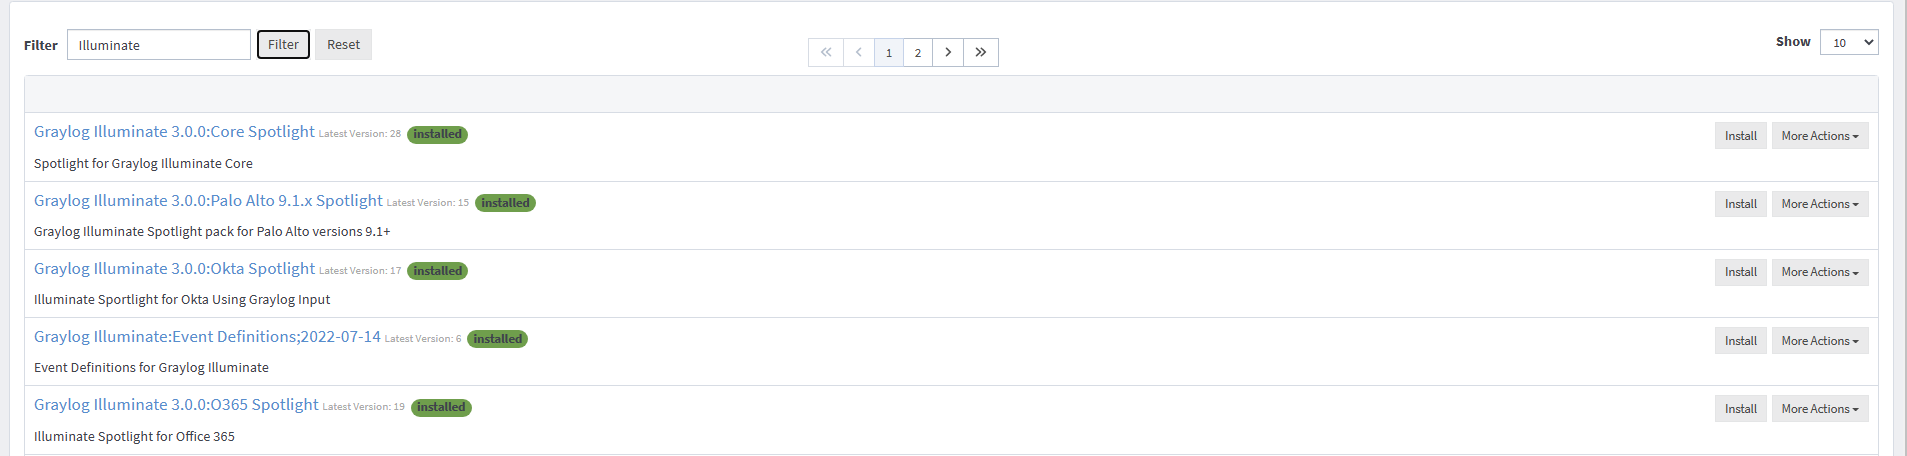 Filter Illuminate Filter Reset « ‹ 1 2 › » Show 10
Graylog Illuminate 3.0.0:Core Spotlight Latest Version: 28 installed Install More Actions
Spotlight for Graylog Illuminate Core
Graylog Illuminate 3.0.0:Palo Alto 9.1.x Spotlight Latest Version: 15 installed Install More Actions
Graylog Illuminate Spotlight pack for Palo Alto versions 9.1+
Graylog Illuminate 3.0.0:Okta Spotlight Latest Version: 17 installed Install More Actions
Illuminate Sportlight for Okta Using Graylog Input
Graylog Illuminate:Event Definitions;2022-07-14 Latest Version: 6 installed Install More Actions
Event Definitions for Graylog Illuminate
Graylog Illuminate 3.0.0:O365 Spotlight Latest Version: 19 installed Install More Actions
Illuminate Spotlight for Office 365